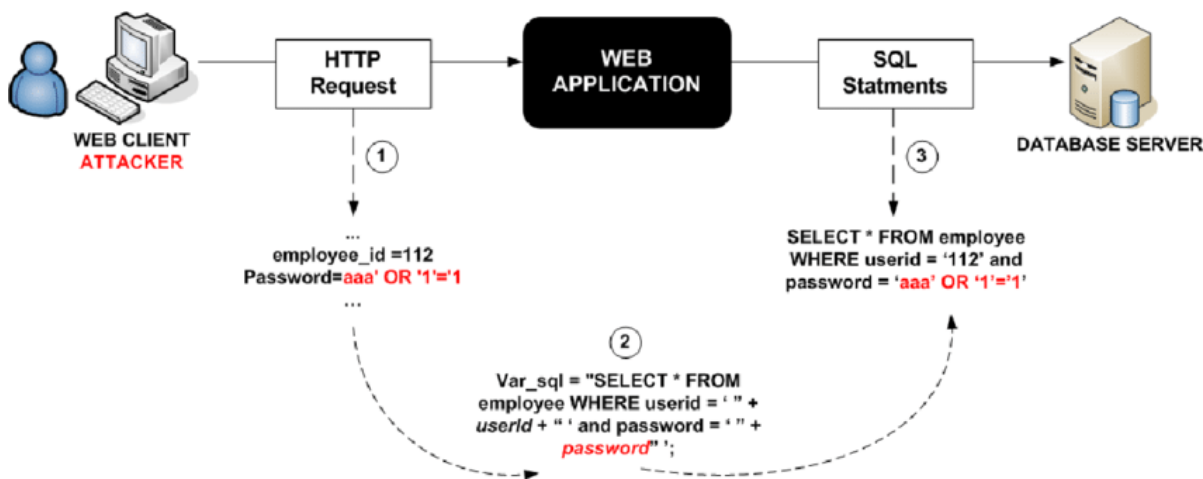 HTTP
Request
WEB
APPLICATION
SQL
Statments
WEB CLIENT
ATTACKER
DATABASE SERVER
1
3
...
employee_id =112
Password=aaa' OR '1'='1
...
SELECT * FROM employee
WHERE userid = ‘112’ and
password = ‘aaa’ OR ‘1’=’1’
2
Var_sql = "SELECT * FROM
employee WHERE userid = ‘ ” +
userId + “ ‘ and password = ‘ ” +
password” ’;